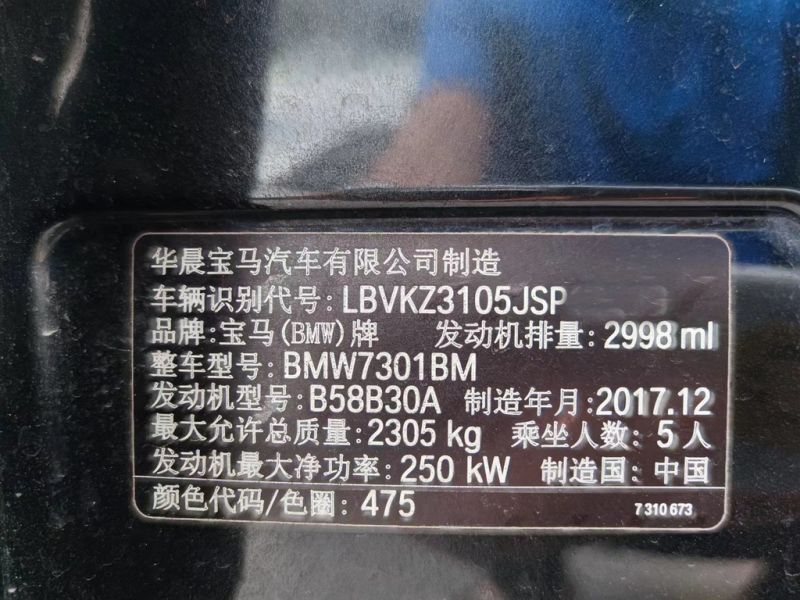 华晨宝马汽车有限公司制造
车辆识别代号: LBVKZ3105JSP
品牌: 宝马(BMW)牌 发动机排量: 2998 ml
整车型号: BMW7301BM
发动机型号: B58B30A 制造年月: 2017.12
最大允许总质量: 2305 kg 乘坐人数: 5 人
发动机最大净功率: 250 kW 制造国: 中国
颜色代码/色圈: 475 7 310 673